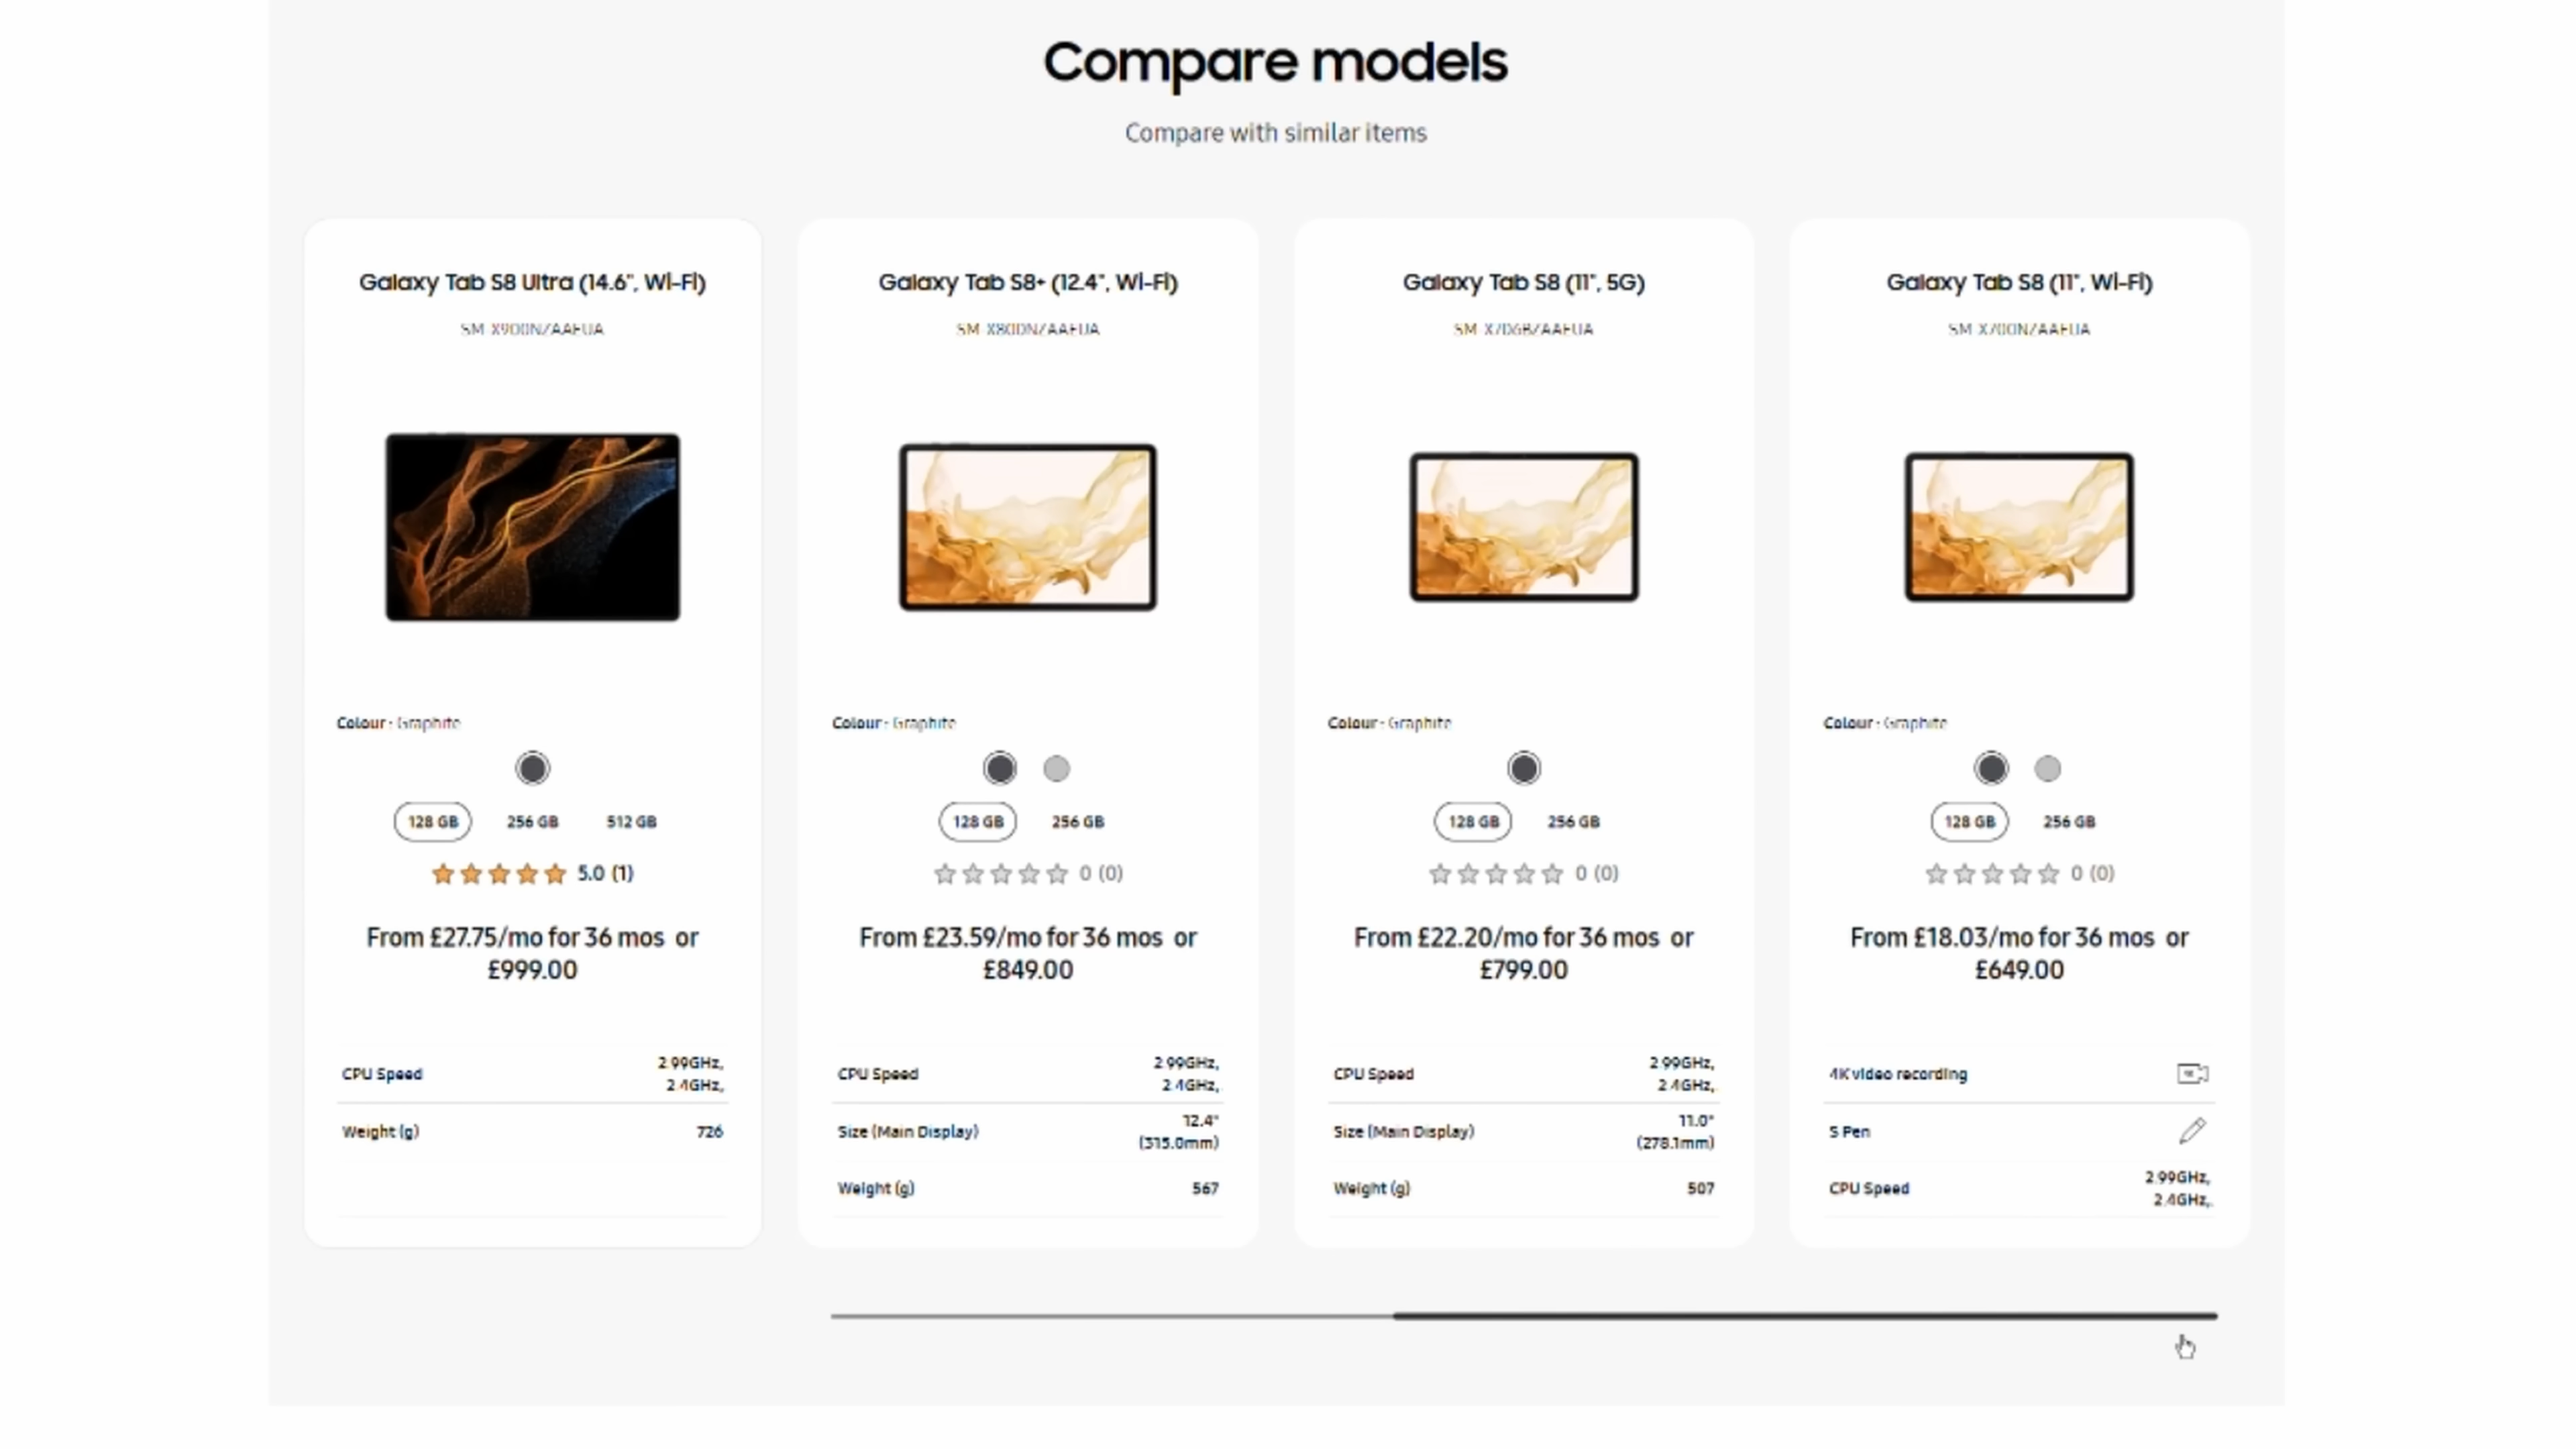 Compare models
Compare with similar items
Galaxy Tab S8 Ultra (14.6", Wi-Fi)
SM-X900NZAAEUA
Colour : Graphite
128 GB 256 GB 512 GB
5.0 (1)
From £27.75/mo for 36 mos or
£999.00
CPU Speed
2.99GHz,
2.4GHz,
Weight (g) 726
Galaxy Tab S8+ (12.4", Wi-Fi)
SM-X800NZAAEUA
Colour : Graphite
128 GB 256 GB
0 (0)
From £23.59/mo for 36 mos or
£849.00
CPU Speed
2.99GHz,
2.4GHz,
Size (Main Display)
12.4"
(315.0mm)
Weight (g) 567
Galaxy Tab S8 (11", 5G)
SM-X706BZAAEUA
Colour : Graphite
128 GB 256 GB
0 (0)
From £22.20/mo for 36 mos or
£799.00
CPU Speed
2.99GHz,
2.4GHz,
Size (Main Display)
11.0"
(278.1mm)
Weight (g) 507
Galaxy Tab S8 (11", Wi-Fi)
SM-X700NZAAEUA
Colour : Graphite
128 GB 256 GB
0 (0)
From £18.03/mo for 36 mos or
£649.00
4K video recording
S Pen
CPU Speed
2.99GHz,
2.4GHz,